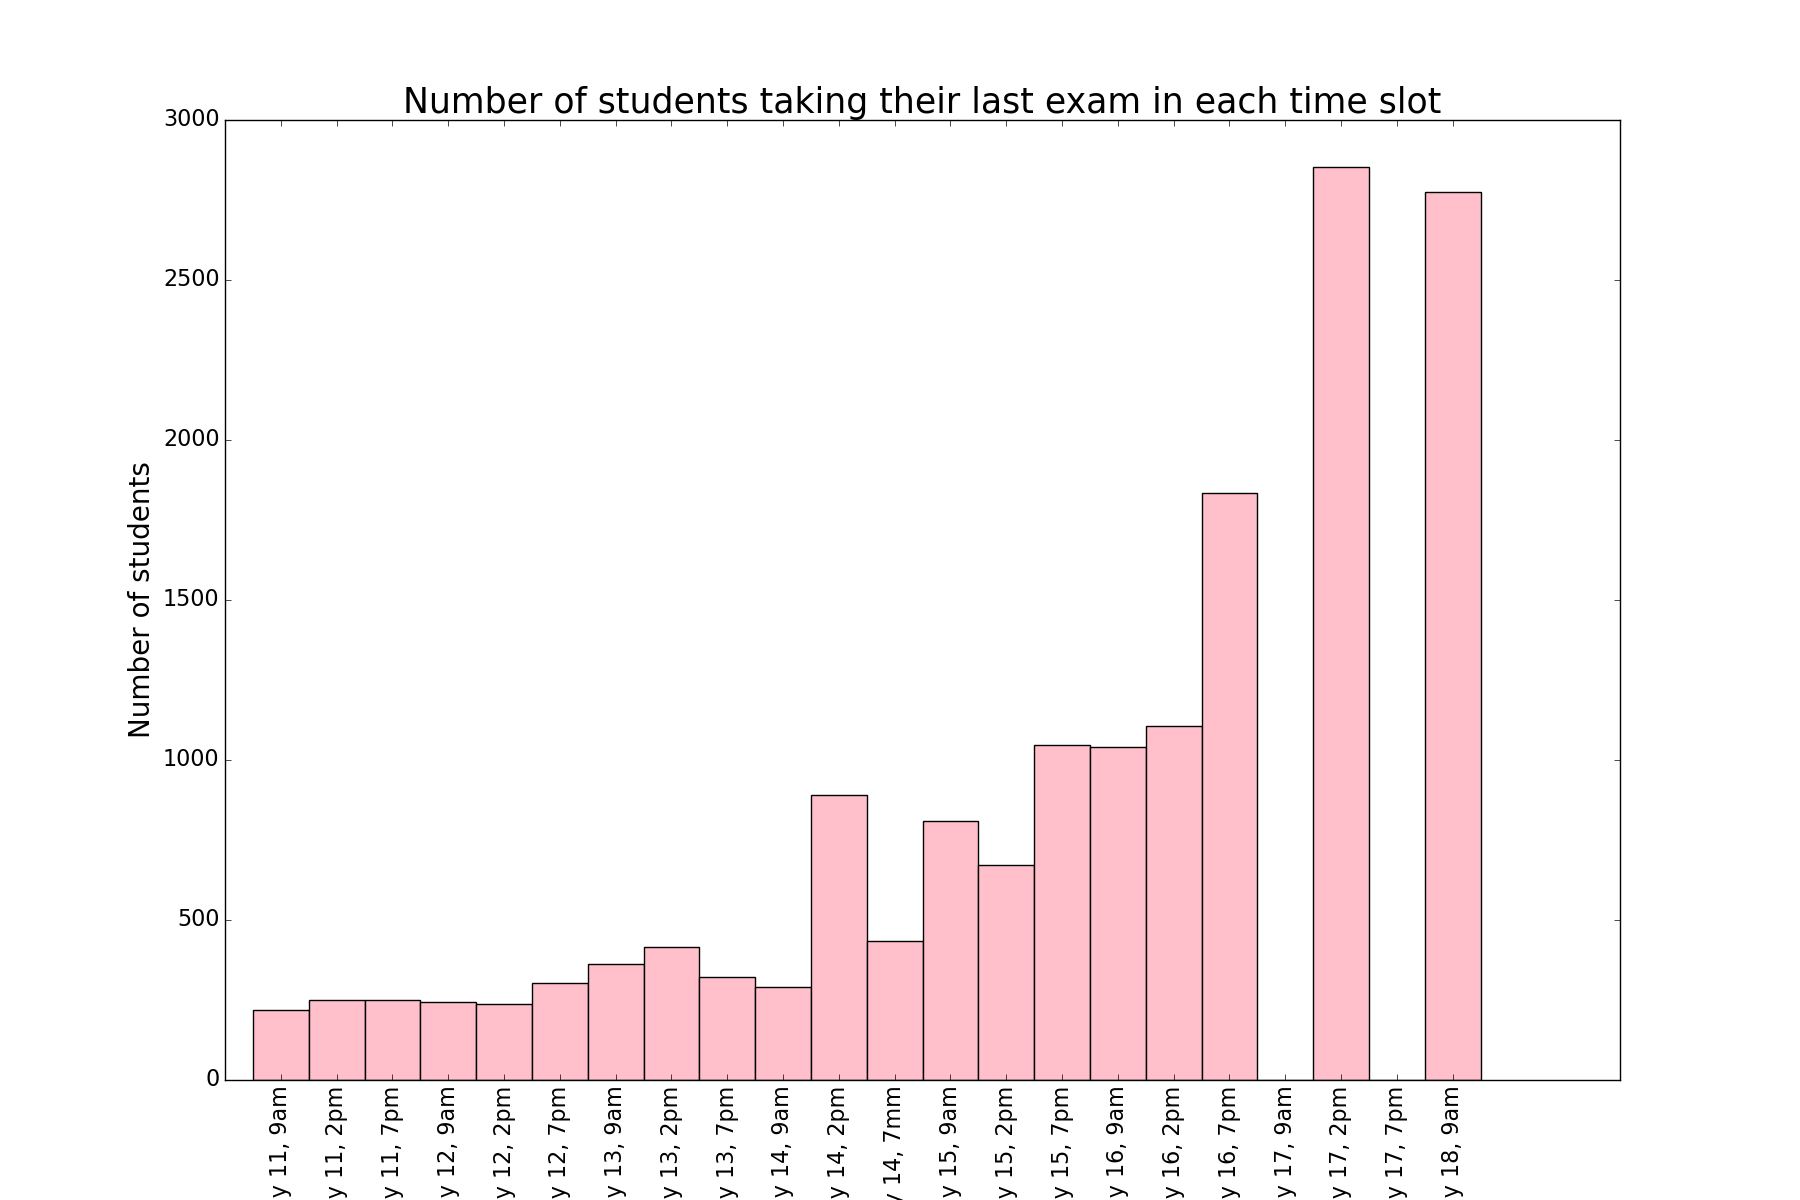 Number of students taking their last exam in each time slot
3000
2500
2000
1500
1000
500
0
Number of students
y 11, 9am
y 11, 2pm
y 11, 7pm
y 12, 9am
y 12, 2pm
y 12, 7pm
y 13, 9am
y 13, 2pm
y 13, 7pm
y 14, 9am
y 14, 2pm
y 14, 7mm
y 15, 9am
y 15, 2pm
y 15, 7pm
y 16, 9am
y 16, 2pm
y 16, 7pm
y 17, 9am
y 17, 2pm
y 17, 7pm
y 18, 9am